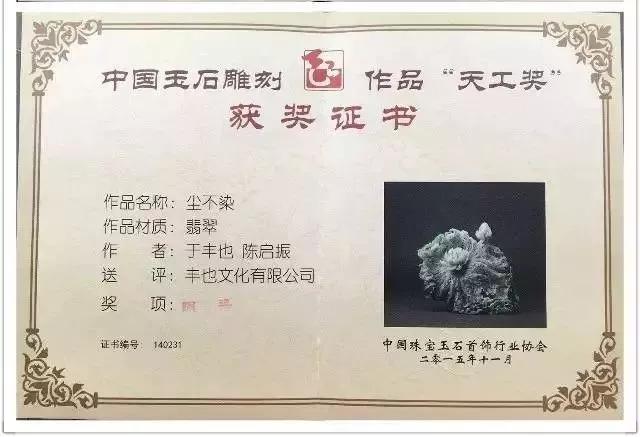 中国玉石雕刻 作品 “天工奖”
获奖证书
作品名称：尘不染
作品材质：翡翠
作 者：于丰也 陈启振
送 评：丰也文化有限公司
奖 项：
证书编号： 140231
中国珠宝玉石首饰行业协会
二〇一五年十一月